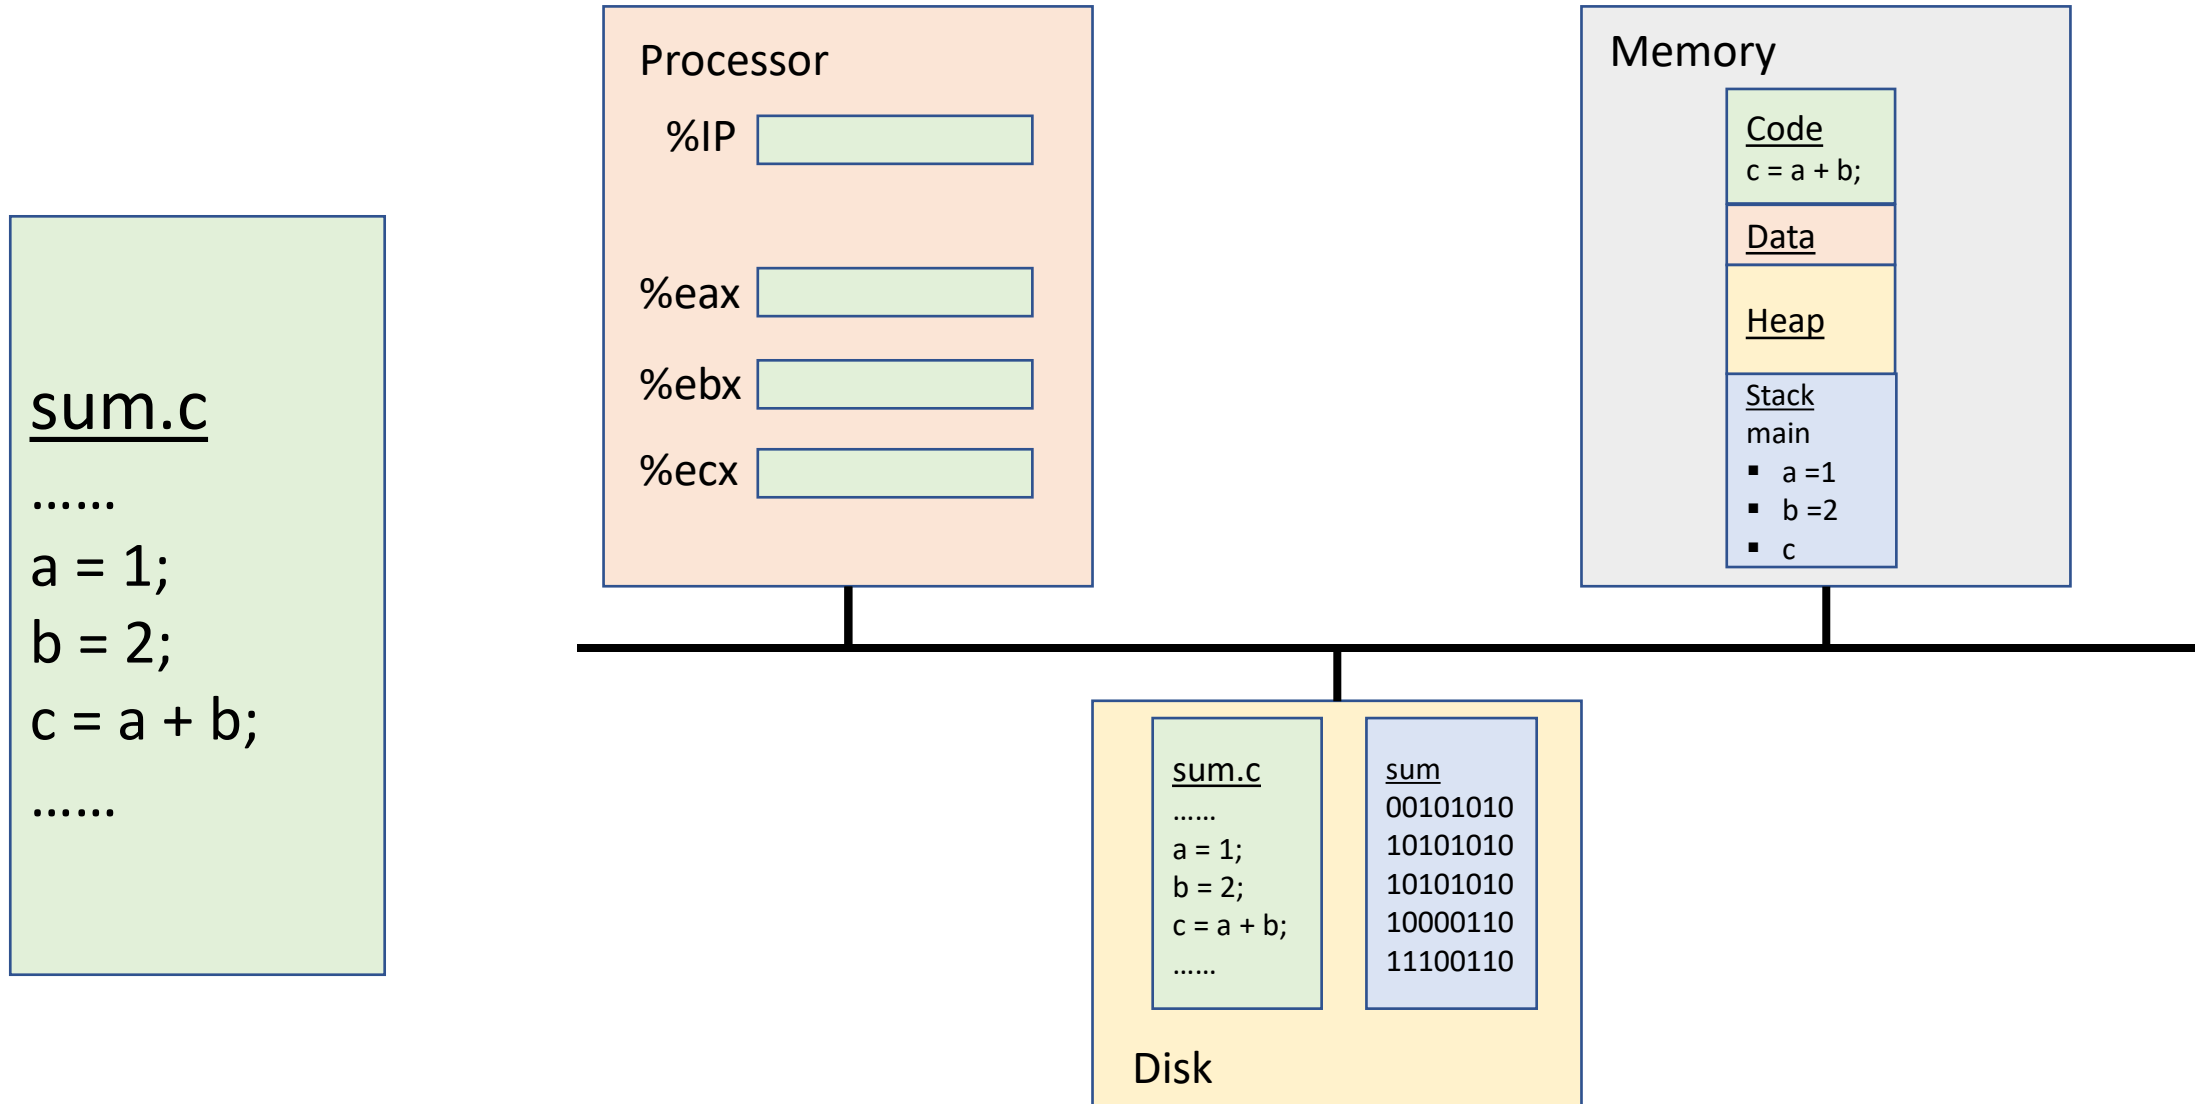 sum.c
......
a = 1;
b = 2;
c = a + b;
......
Processor
%IP
%eax
%ebx
%ecx
Memory
Code
c = a + b;
Data
Heap
Stack
main
▪ a =1
▪ b =2
▪ c
sum.c
......
a = 1;
b = 2;
c = a + b;
......
sum
00101010
10101010
10101010
10000110
11100110
Disk